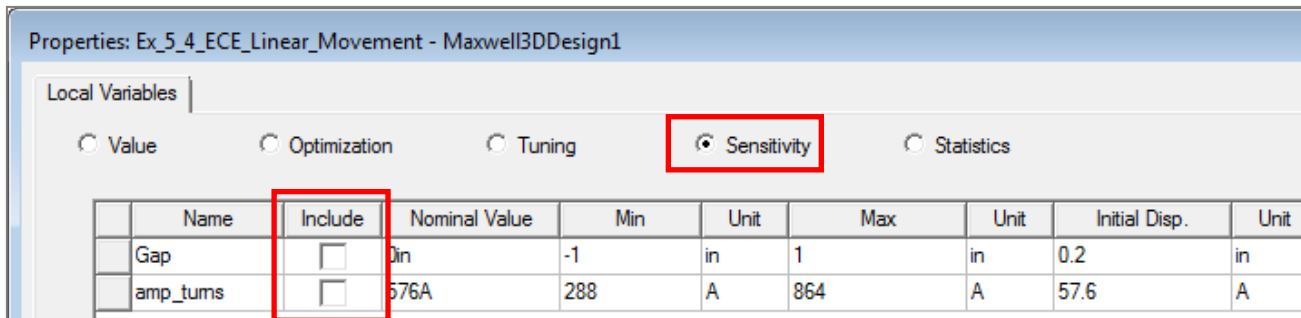 Properties: Ex_5_4_ECE_Linear_Movement - Maxwell3DDesign1
Local Variables
Value Optimization Tuning Sensitivity Statistics
Name Include Nominal Value Min Unit Max Unit Initial Disp. Unit
Gap 0in -1 in 1 in 0.2 in
amp_turns 576A 288 A 864 A 57.6 A